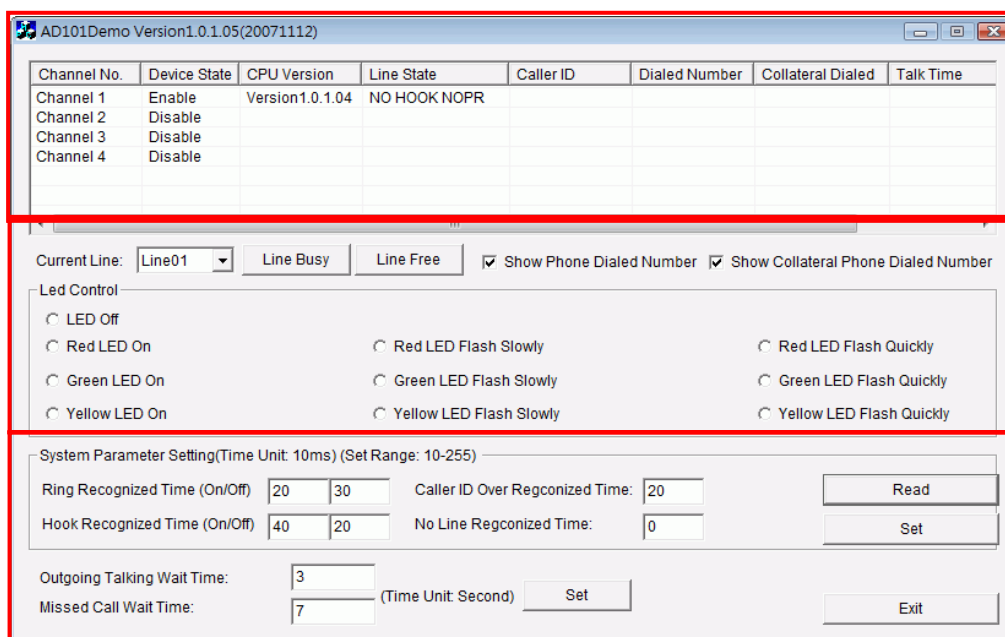 AD101Demo Version1.0.1.05(20071112)
Channel No. Device State CPU Version Line State Caller ID Dialed Number Collateral Dialed Talk Time
Channel 1 Enable Version1.0.1.04 NO HOOK NOPR
Channel 2 Disable
Channel 3 Disable
Channel 4 Disable
Current Line: Line01 Line Busy Line Free Show Phone Dialed Number Show Collateral Phone Dialed Number
Led Control
LED Off
Red LED On Red LED Flash Slowly Red LED Flash Quickly
Green LED On Green LED Flash Slowly Green LED Flash Quickly
Yellow LED On Yellow LED Flash Slowly Yellow LED Flash Quickly
System Parameter Setting(Time Unit: 10ms) (Set Range: 10-255)
Ring Recognized Time (On/Off) 20 30 Caller ID Over Regconized Time: 20 Read
Hook Recognized Time (On/Off) 40 20 No Line Regconized Time: 0 Set
Outgoing Talking Wait Time: 3
(Time Unit: Second) Set
Missed Call Wait Time: 7 Exit